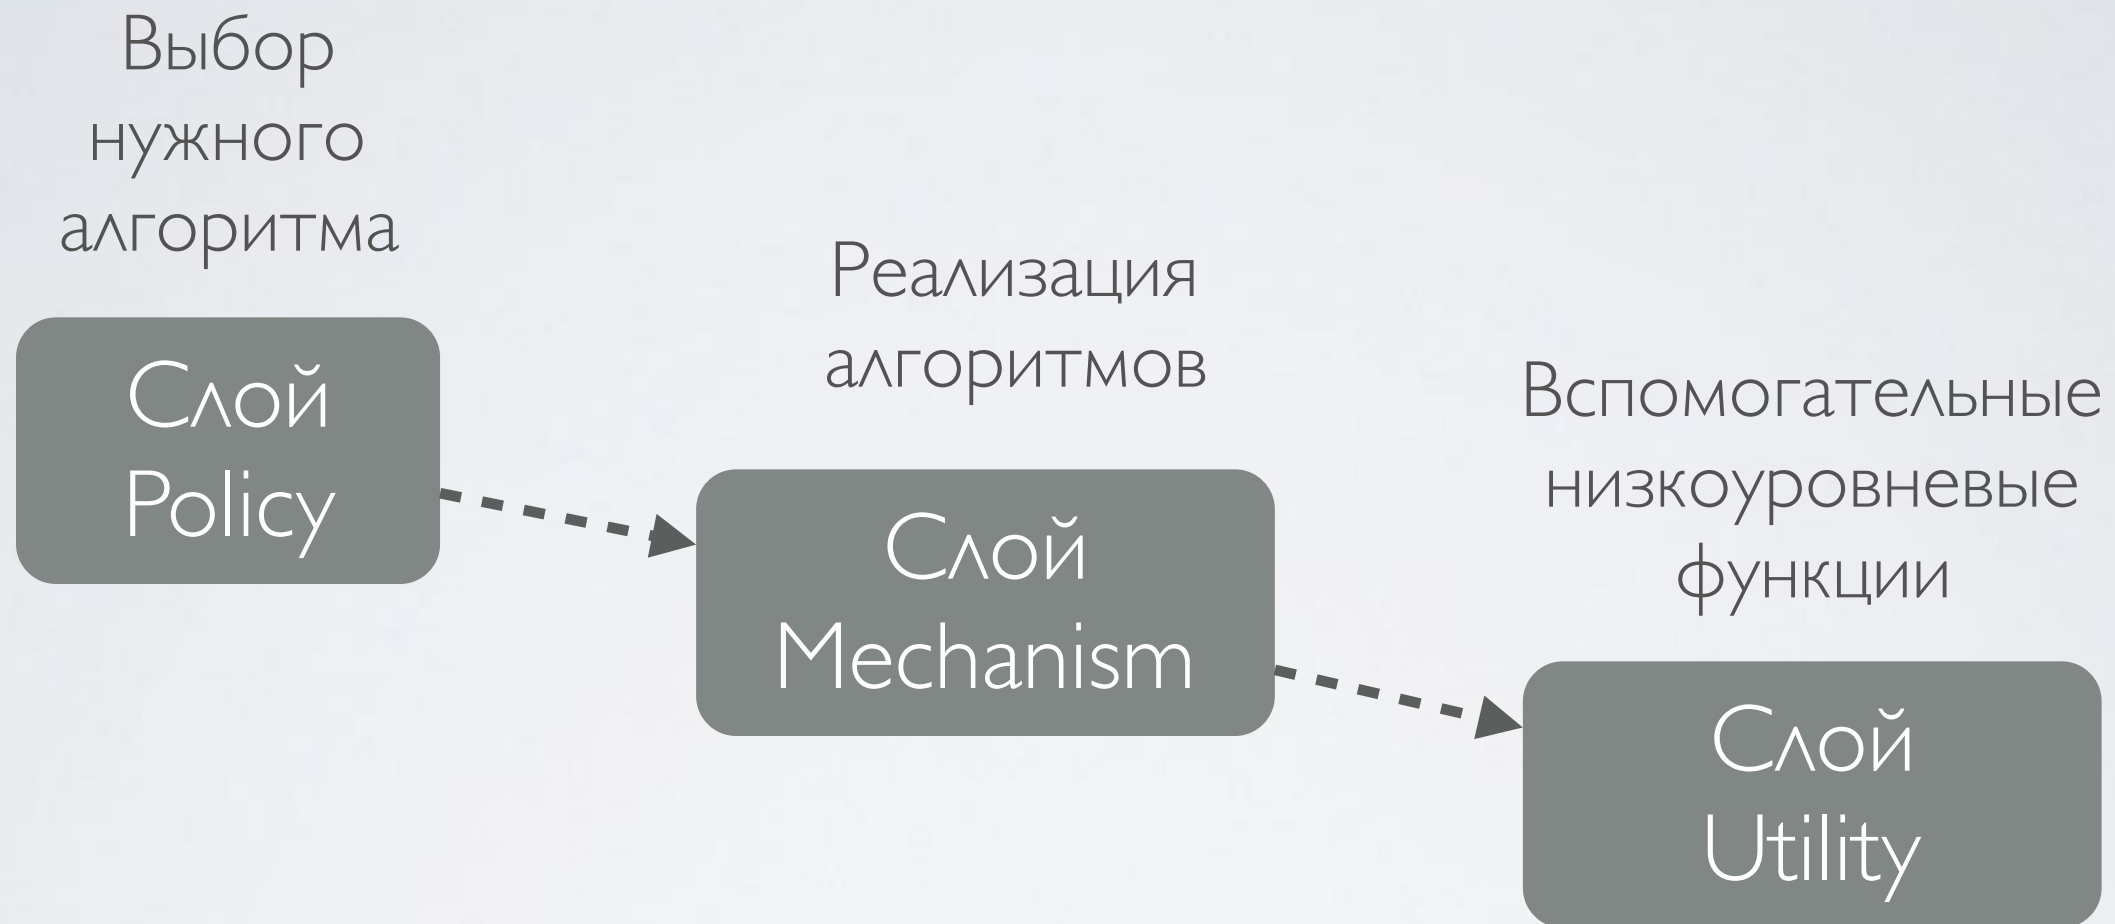 Выбор
нужного
алгоритма
Слой
Policy
Реализация
алгоритмов
Слой
Mechanism
Вспомогательные
низкоуровневые
функции
Слой
Utility